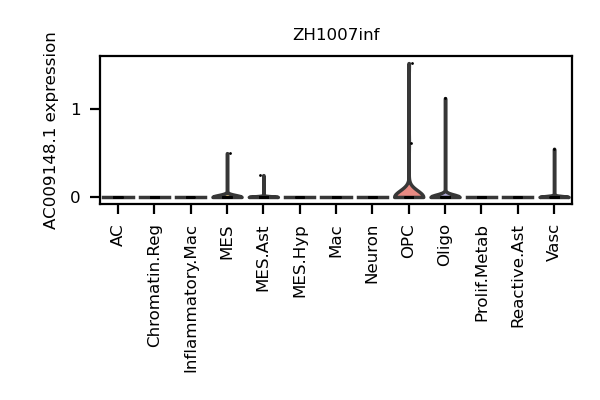 ZH1007inf
AC009148.1 expression
1
0
AC
Chromatin.Reg
Inflammatory.Mac
MES
MES.Ast
MES.Hyp
Mac
Neuron
OPC
Oligo
Prolif.Metab
Reactive.Ast
Vasc